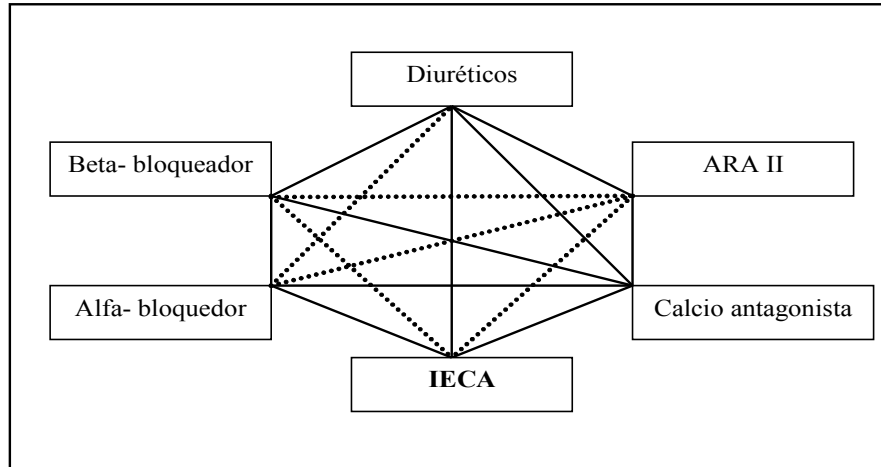 Diuréticos
Beta- bloqueador
ARA II
Alfa- bloquedor
Calcio antagonista
IECA